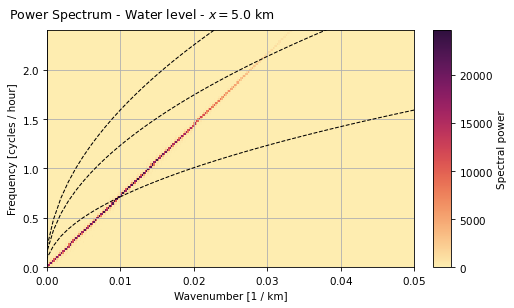 Power Spectrum - Water level - x = 5.0 km
Frequency [cycles / hour]
2.0
1.5
1.0
0.5
0.0
0.00 0.01 0.02 0.03 0.04 0.05
Wavenumber [1 / km]
20000
15000
10000
5000
0
Spectral power